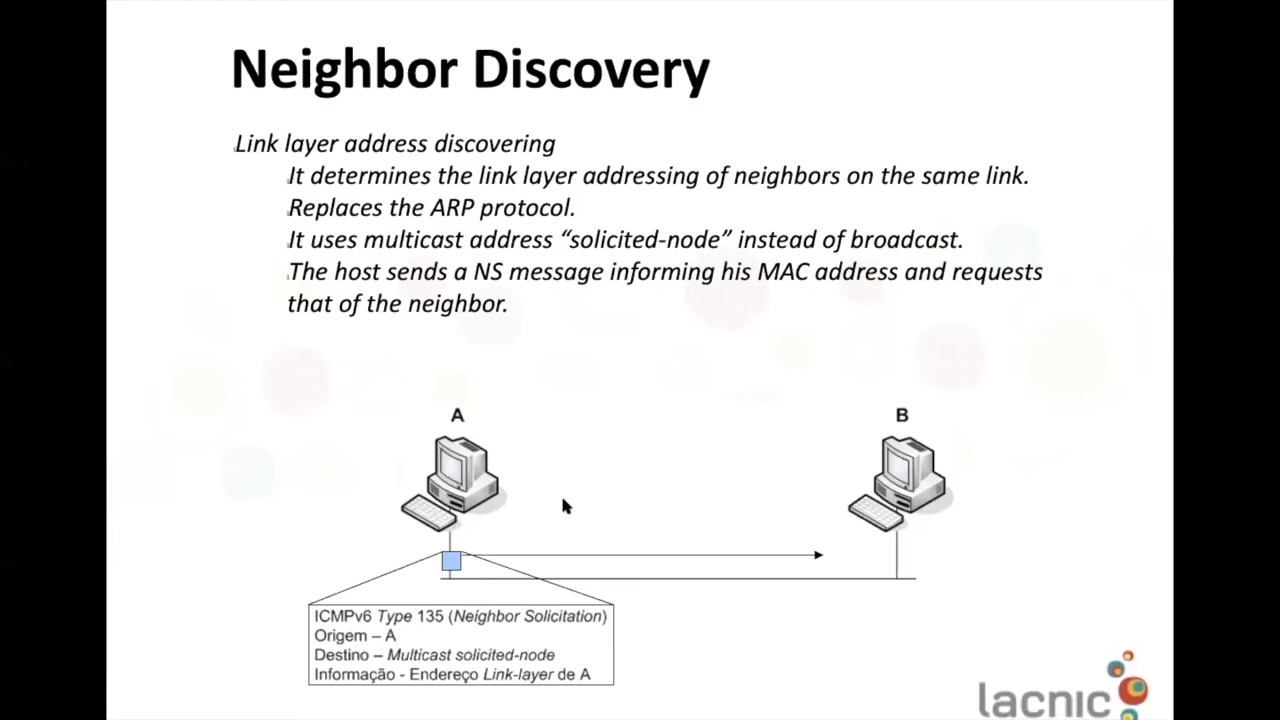 Neighbor Discovery
Link layer address discovering
It determines the link layer addressing of neighbors on the same link.
Replaces the ARP protocol.
It uses multicast address “solicited-node” instead of broadcast.
The host sends a NS message informing his MAC address and requests
that of the neighbor.
A
B
ICMPv6 Type 135 (Neighbor Solicitation)
Origem – A
Destino – Multicast solicited-node
Informação - Endereço Link-layer de A
lacnic